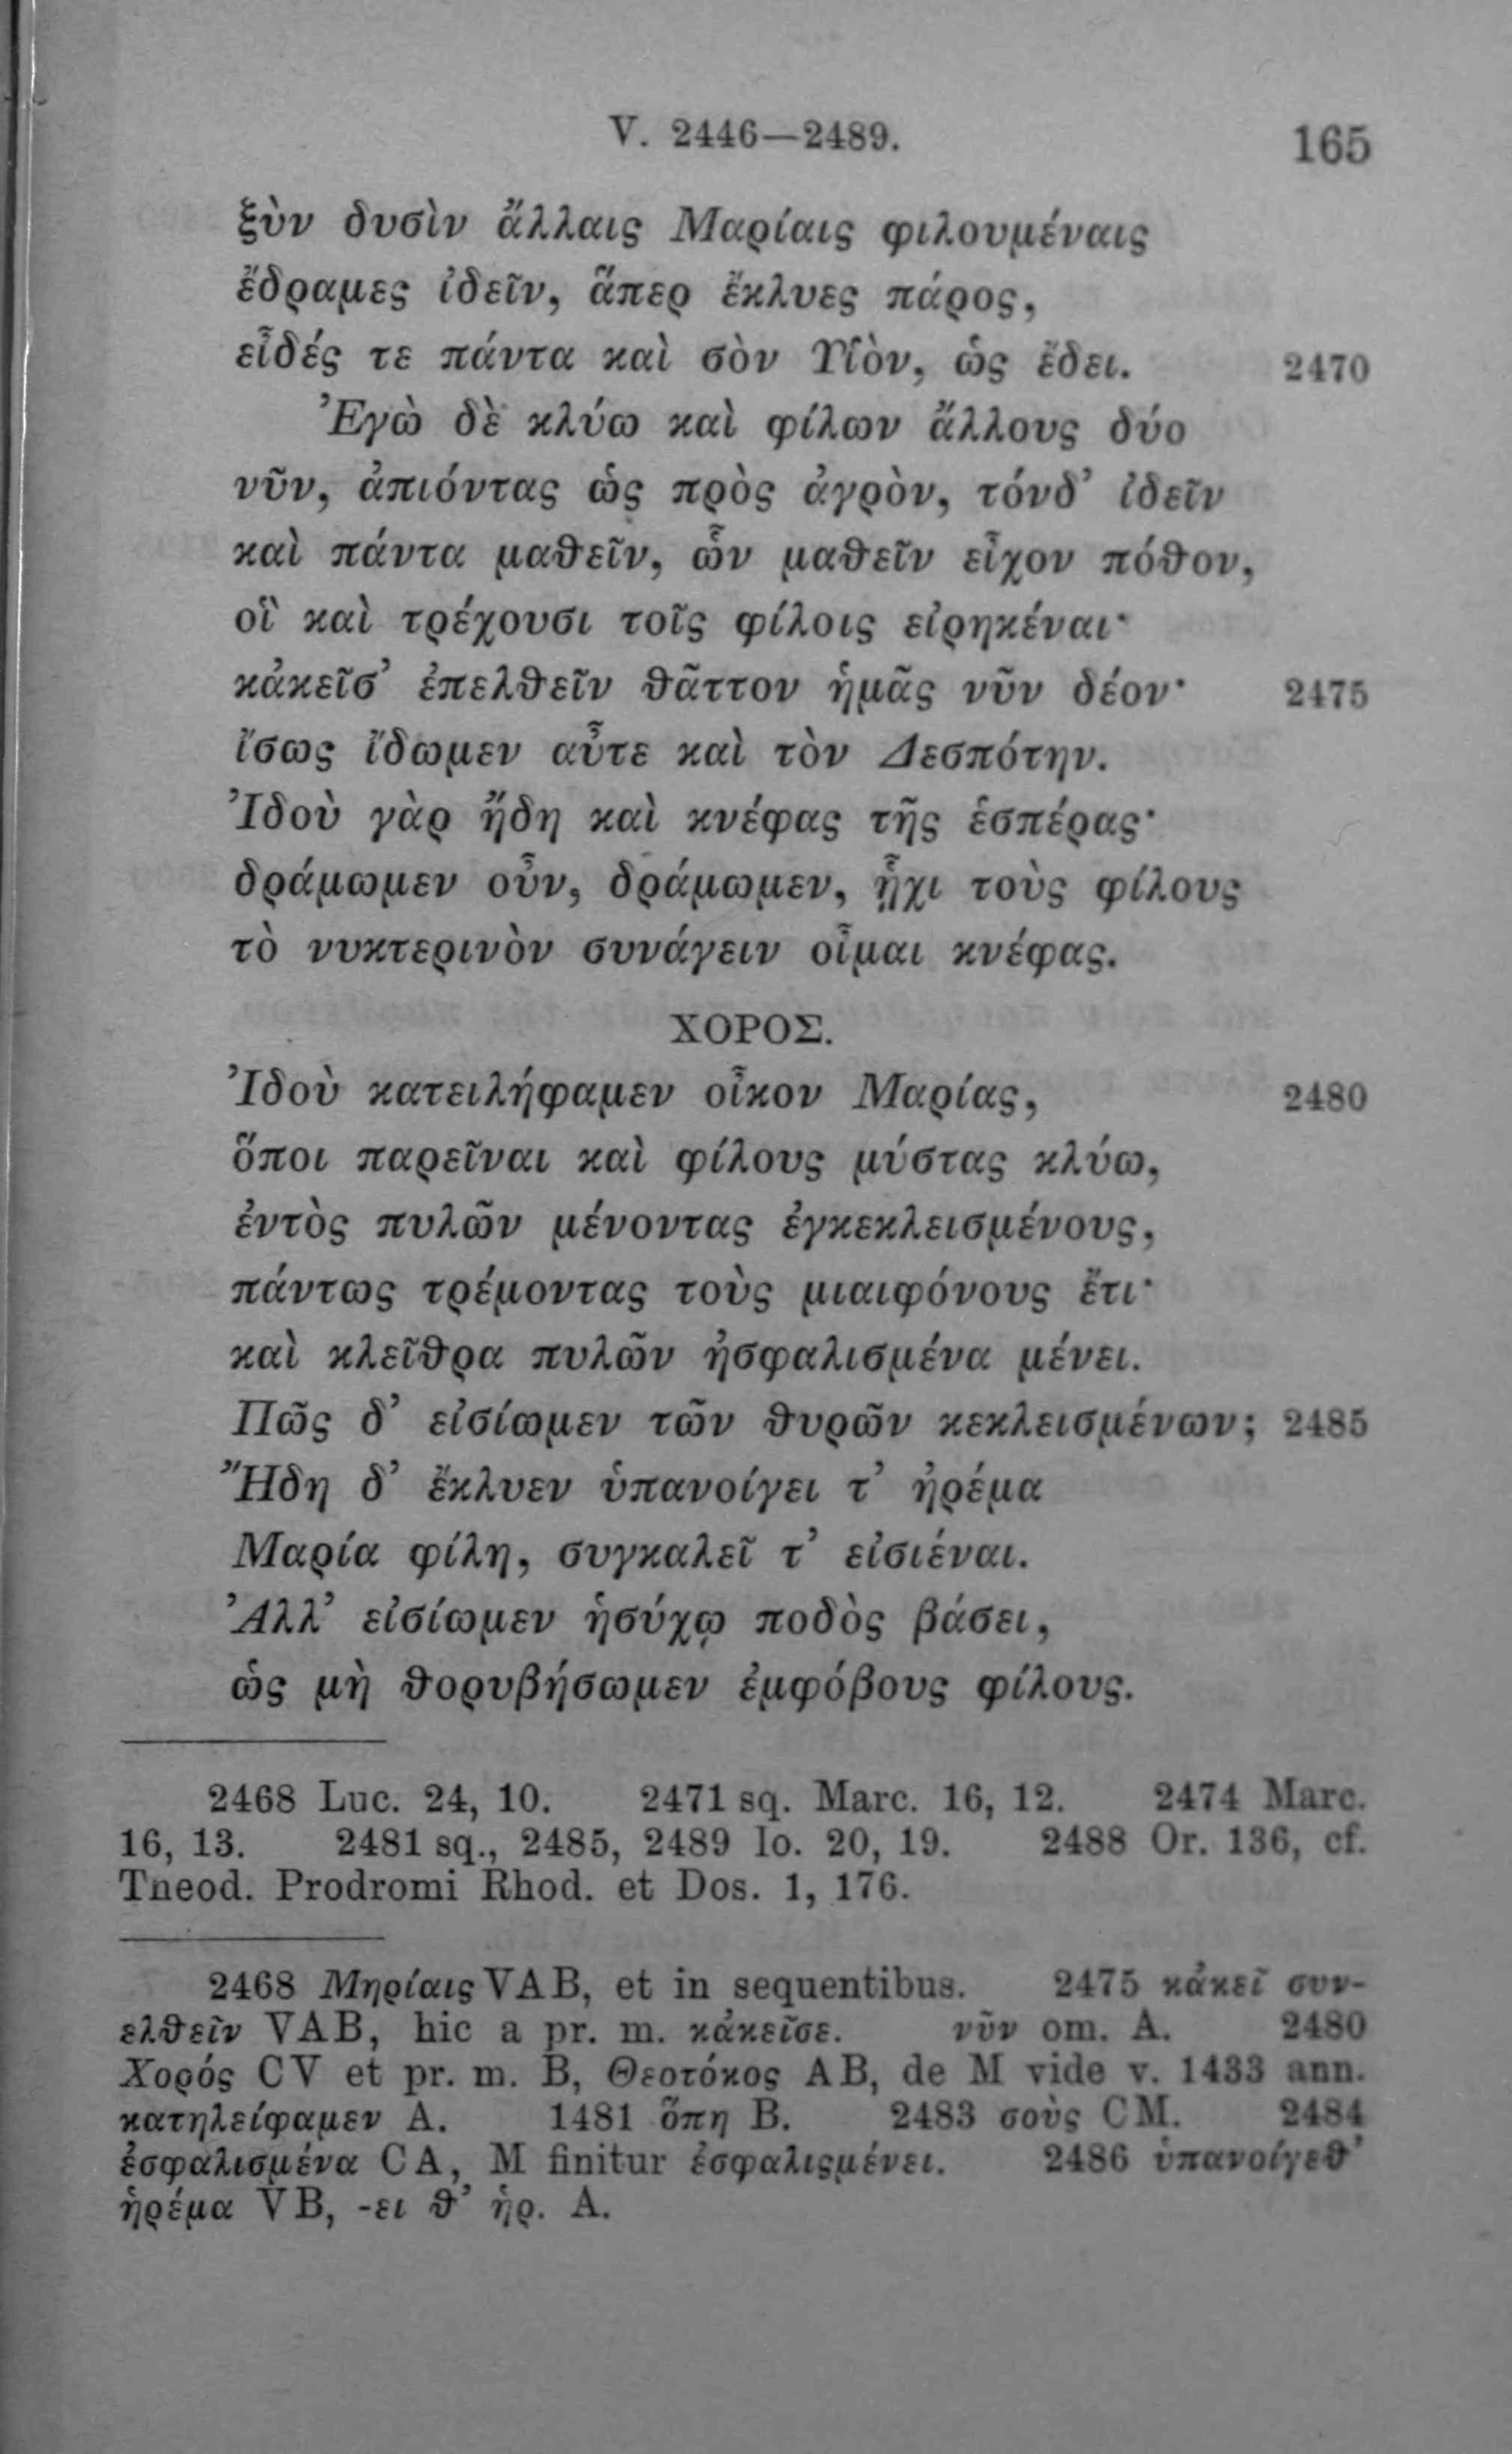 V. 2446—2489. 165
ξὺν δυσὶν ἄλλαις Μαρίαις φιλουμέναις
ἔδραμες ἰδεῖν, ἅπερ ἔκλυες πάρος,
εἶδές τε πάντα καὶ σὸν Υἱὸν, ὡς ἔδει. 2470
Ἐγὼ δὲ κλύω καὶ φίλων ἄλλους δύο
νῦν, ἀπιόντας ὡς πρὸς ἀγρὸν, τόνδ’ ἰδεῖν
καὶ πάντα μαθεῖν, ὧν μαθεῖν εἶχον πόθον,
οἳ καὶ τρέχουσι τοῖς φίλοις εἰρηκέναι·
κἀκεῖσ’ ἐπελθεῖν θᾶττον ἡμᾶς νῦν δέον· 2475
ἴσως ἴδωμεν αὖτε καὶ τὸν Δεσπότην.
Ἰδοὺ γὰρ ἤδη καὶ κνέφας τῆς ἑσπέρας·
δράμωμεν οὖν, δράμωμεν, ᾗχι τοὺς φίλους
τὸ νυκτερινὸν συνάγειν οἶμαι κνέφας.
ΧΟΡΟΣ.
Ἰδοὺ κατειλήφαμεν οἶκον Μαρίας, 2480
ὅποι παρεῖναι καὶ φίλους μύστας κλύω,
ἐντὸς πυλῶν μένοντας ἐγκεκλεισμένους,
πάντως τρέμοντας τοὺς μιαιφόνους ἔτι·
καὶ κλεῖθρα πυλῶν ἠσφαλισμένα μένει.
Πῶς δ’ εἰσίωμεν τῶν θυρῶν κεκλεισμένων; 2485
Ἤδη δ’ ἔκλυεν ὑπανοίγει τ’ ἠρέμα
Μαρία φίλη, συγκαλεῖ τ’ εἰσιέναι.
Ἀλλ’ εἰσίωμεν ἡσύχῳ ποδὸς βάσει,
ὡς μὴ θορυβήσωμεν ἐμφόβους φίλους.
2468 Luc. 24, 10. 2471 sq. Marc. 16, 12. 2474 Marc.
16, 13. 2481 sq., 2485, 2489 Io. 20, 19. 2488 Or. 136, cf.
Theod. Prodromi Rhod. et Dos. 1, 176.
2468 Μηρίαις VAB, et in sequentibus. 2475 κἀκεῖ συν-
ελθεῖν VAB, hic a pr. m. κἀκεῖσε. νῦν om. A. 2480
Χορός CV et pr. m. B, Θεοτόκος AB, de M vide v. 1433 ann.
κατηλείφαμεν A. 1481 ὅπη B. 2483 σοὺς CM. 2484
ἐσφαλισμένα CA, M finitur ἐσφαλιςμένει. 2486 ὑπανοίγεθ’
ἡρέμα VB, -ει θ’ ἡρ. A.